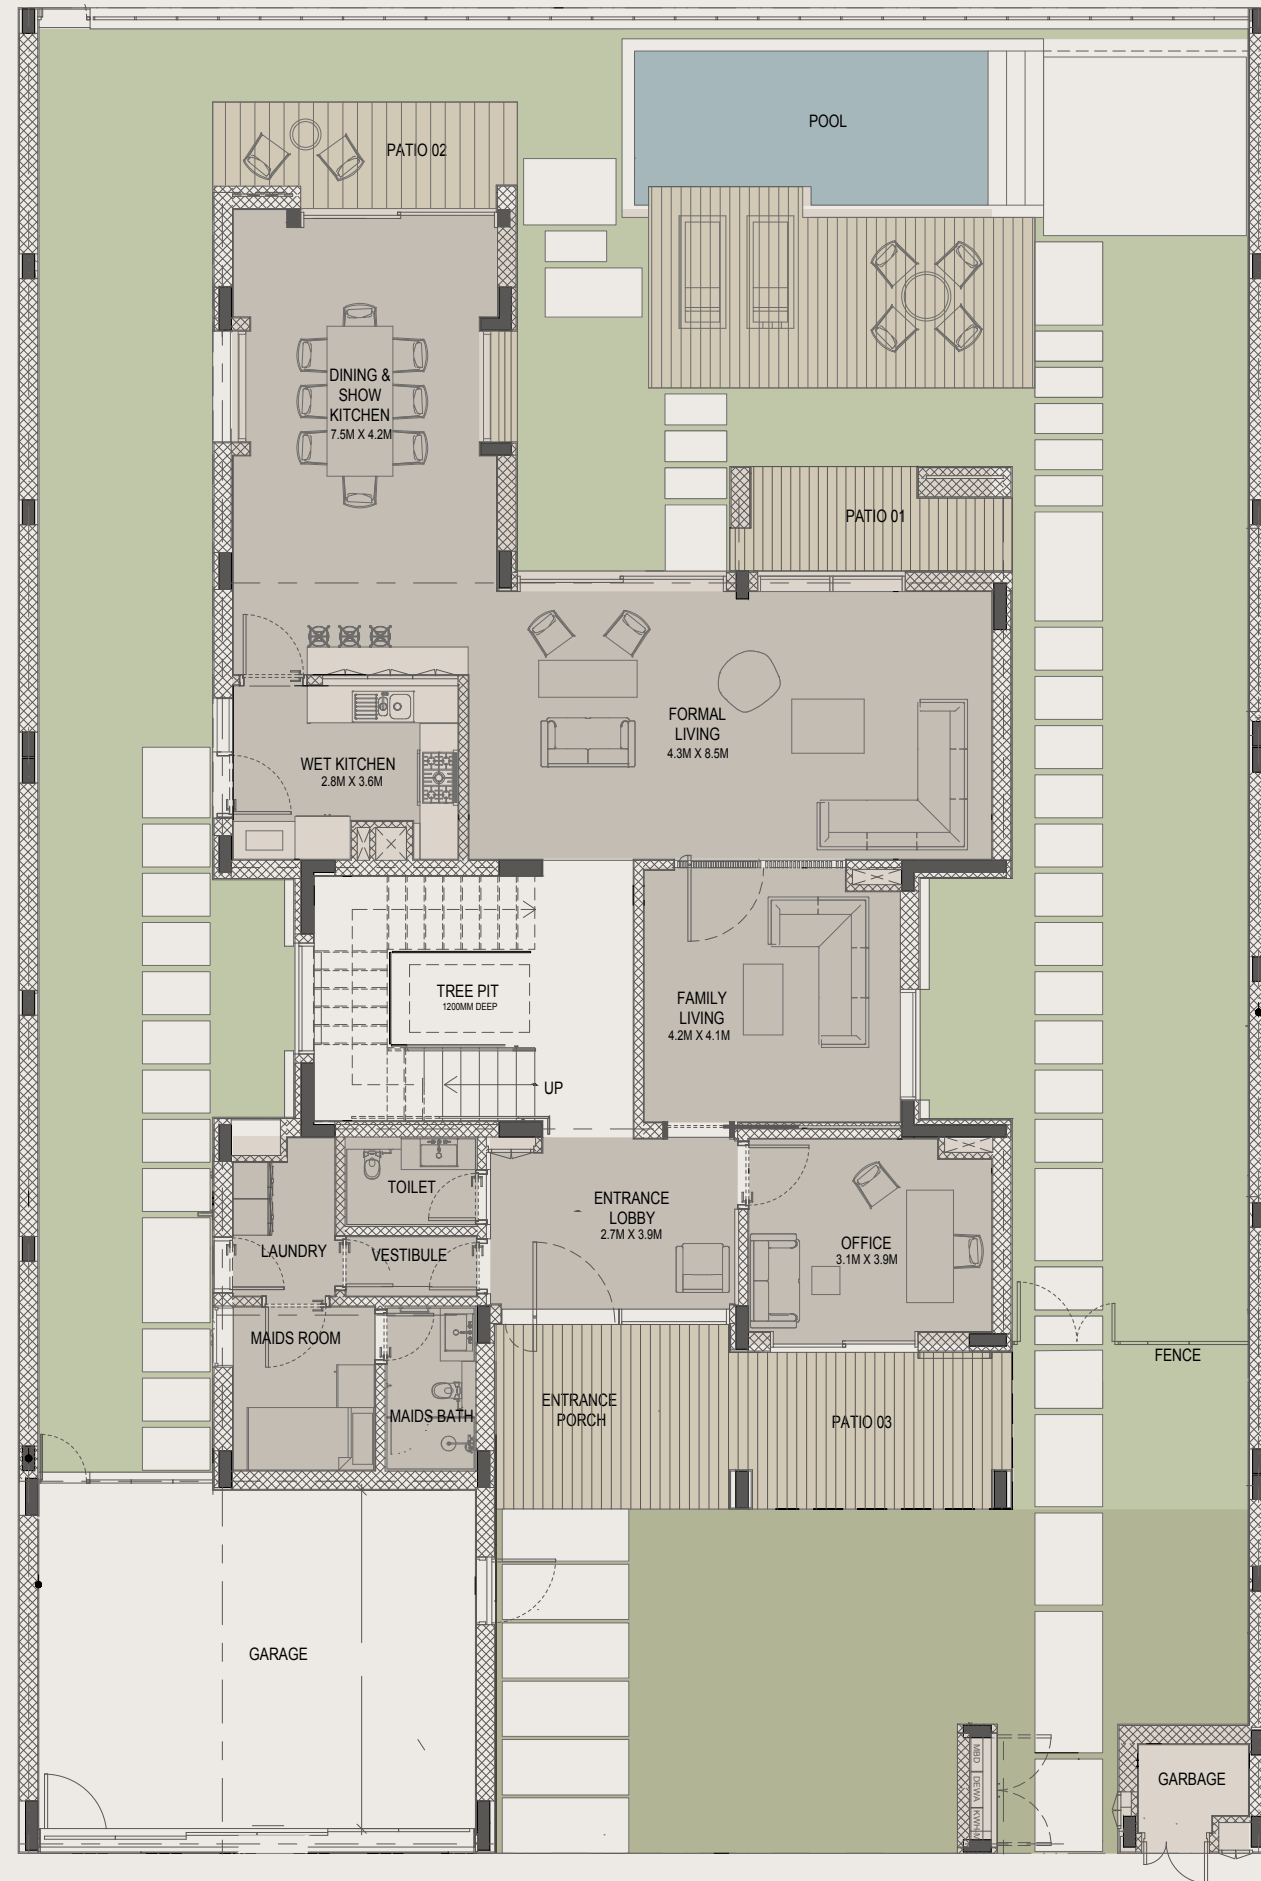 POOL
PATIO 02
DINING &
SHOW
KITCHEN
7.5M X 4.2M
PATIO 01
FORMAL
LIVING
4.3M X 8.5M
WET KITCHEN
2.8M X 3.6M
TREE PIT
1200MM DEEP
FAMILY
LIVING
4.2M X 4.1M
UP
TOILET
ENTRANCE
LOBBY
2.7M X 3.9M
LAUNDRY
VESTIBULE
OFFICE
3.1M X 3.9M
MAIDS ROOM
FENCE
MAIDS BATH
ENTRANCE
PORCH
PATIO 03
GARAGE
MBD
DEWA
GARBAGE